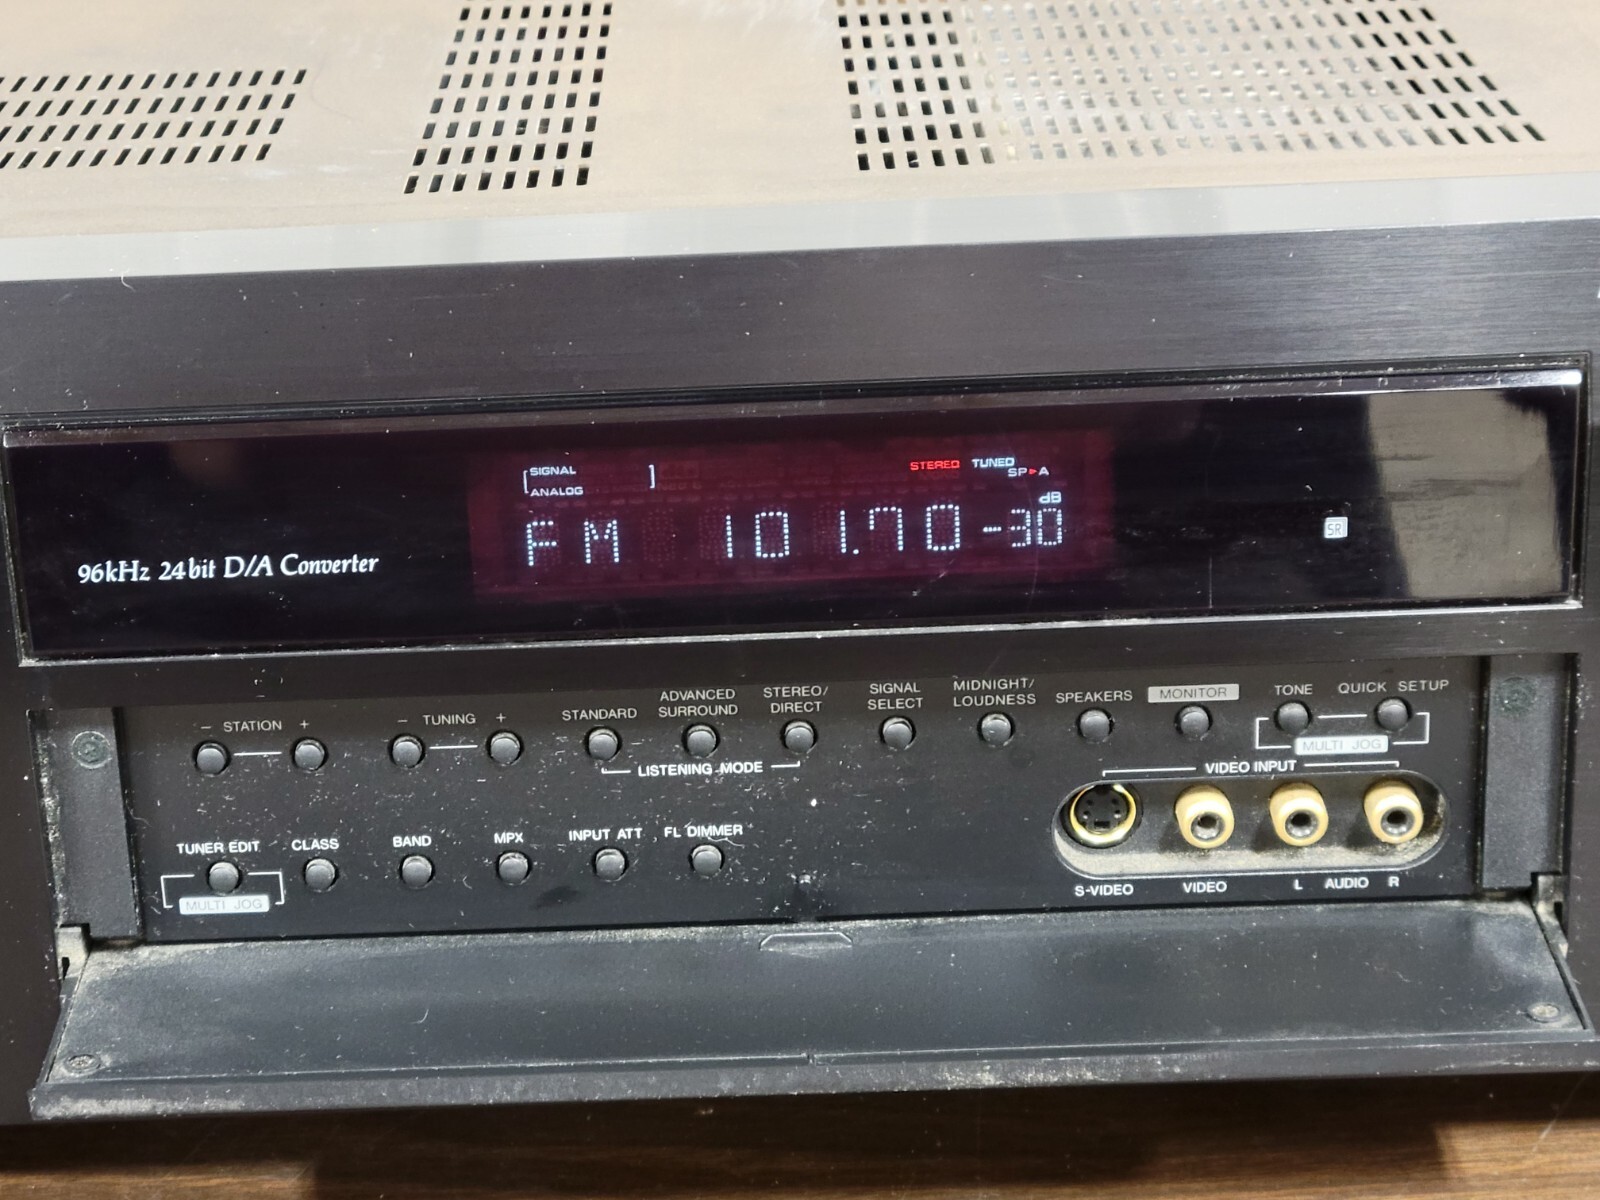 SIGNAL
ANALOG
STEREO TUNED
SP►A
dB
FM 101.70 -30
96kHz 24bit D/A Converter
SR
− STATION +
− TUNING +
STANDARD
ADVANCED
SURROUND
STEREO/
DIRECT
SIGNAL
SELECT
MIDNIGHT/
LOUDNESS
SPEAKERS
MONITOR
TONE
QUICK SETUP
MULTI JOG
LISTENING MODE
VIDEO INPUT
TUNER EDIT
CLASS
BAND
MPX
INPUT ATT
FL DIMMER
MULTI JOG
S-VIDEO
VIDEO
L AUDIO R